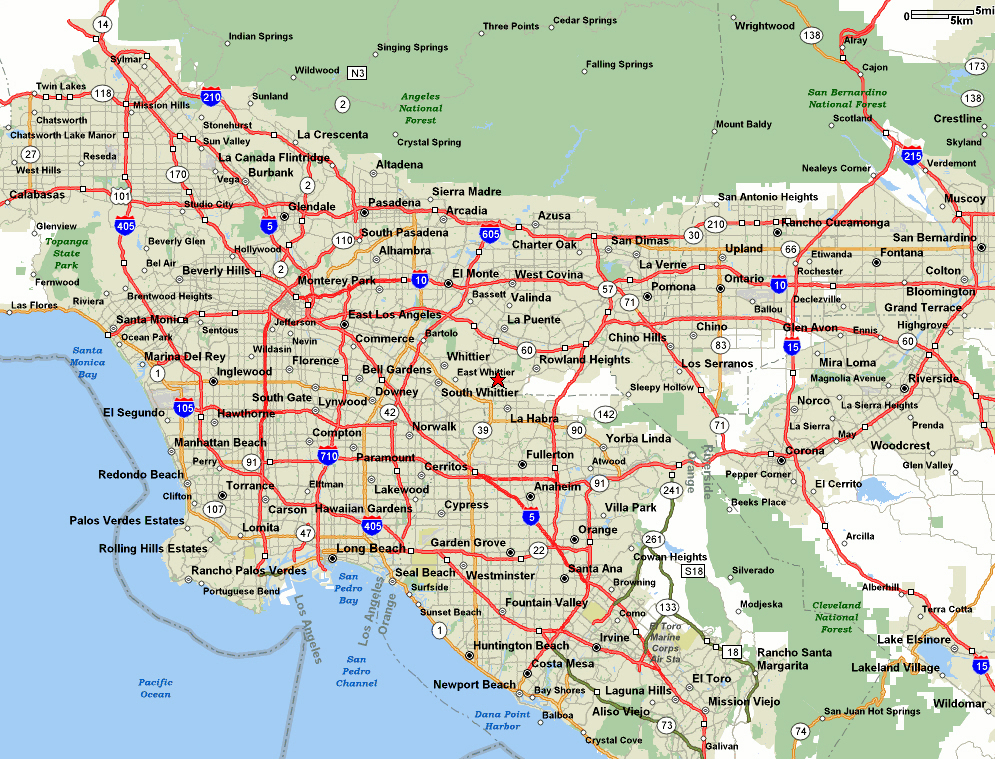 14
Indian Springs
Three Points
Cedar Springs
Wrightwood
0
5mi
5km
138
Alray
Sylmar
Singing Springs
Wildwood
N3
Falling Springs
Cajon
173
Twin Lakes
118
210
Sunland
2
Angeles
National
Forest
San Bernardino
National Forest
138
Mission Hills
Chatsworth
Stonehurst
Crestline
Scotland
Mount Baldy
Chatsworth Lake Manor
Sun Valley
La Crescenta
Crystal Spring
Skyland
27
Reseda
La Canada Flintridge
215
Verdemont
West Hills
170
Vega
Burbank
Altadena
Nealeys Corner
Calabasas
101
2
Sierra Madre
San Antonio Heights
Muscoy
Studio City
Glendale
Pasadena
Arcadia
Azusa
Glenview
405
5
South Pasadena
605
Charter Oak
30
210
Rancho Cucamonga
Topanga
State
Park
Beverly Glen
Hollywood
110
Alhambra
San Dimas
Upland
66
Etiwanda
San Bernardino
Fontana
Bel Air
Beverly Hills
2
La Verne
Rochester
Colton
Fernwood
Monterey Park
10
El Monte
West Covina
Ontario
10
Riviera
Brentwood Heights
Bassett
Valinda
57
71
Pomona
Declezville
Bloomington
Las Flores
Santa Monica
Sentous
Jefferson
East Los Angeles
La Puente
Ballou
Grand Terrace
Ocean Park
Nevin
Commerce
Bartolo
Chino Hills
Chino
Glen Avon
Ennis
Highgrove
Santa
Monica
Bay
Marina Del Rey
Wildasin
Florence
Whittier
60
Rowland Heights
83
15
60
1
Inglewood
Bell Gardens
East Whittier
Los Serranos
Mira Loma
Magnolia Avenue
Riverside
El Segundo
105
Hawthorne
South Gate
Lynwood
Downey
South Whittier
Sleepy Hollow
Norco
La Sierra Heights
42
La Habra
142
Manhattan Beach
Compton
Norwalk
39
90
Yorba Linda
71
La Sierra
Prenda
May
Perry
91
710
Paramount
Fullerton
Atwood
Riverside
Orange
Corona
Woodcrest
Redondo Beach
Cerritos
Glen Valley
Clifton
Torrance
Elftman
Lakewood
Anaheim
91
241
Pepper Corner
El Cerrito
107
Carson
Hawaiian Gardens
Cypress
Villa Park
Beeks Place
Palos Verdes Estates
Lomita
47
405
5
Orange
Arcilla
Rolling Hills Estates
Long Beach
Garden Grove
22
261
Cowan Heights
Rancho Palos Verdes
San
Pedro
Bay
Seal Beach
Westminster
Santa Ana
S18
Silverado
Portuguese Bend
Surfside
Browning
Alberhill
Los Angeles
Los Angeles
Orange
Sunset Beach
Fountain Valley
Como
133
Modjeska
Cleveland
National
Forest
Terra Cotta
1
Huntington Beach
Irvine
El Toro
Marine
Corps
Air Sta
18
Rancho Santa
Margarita
Lake Elsinore
San
Pedro
Channel
Costa Mesa
Lakeland Village
15
Pacific
Ocean
Newport Beach
Bay Shores
Laguna Hills
El Toro
Mission Viejo
Wildomar
Dana Point
Harbor
Balboa
Aliso Viejo
San Juan Hot Springs
73
74
Crystal Cove
Galivan